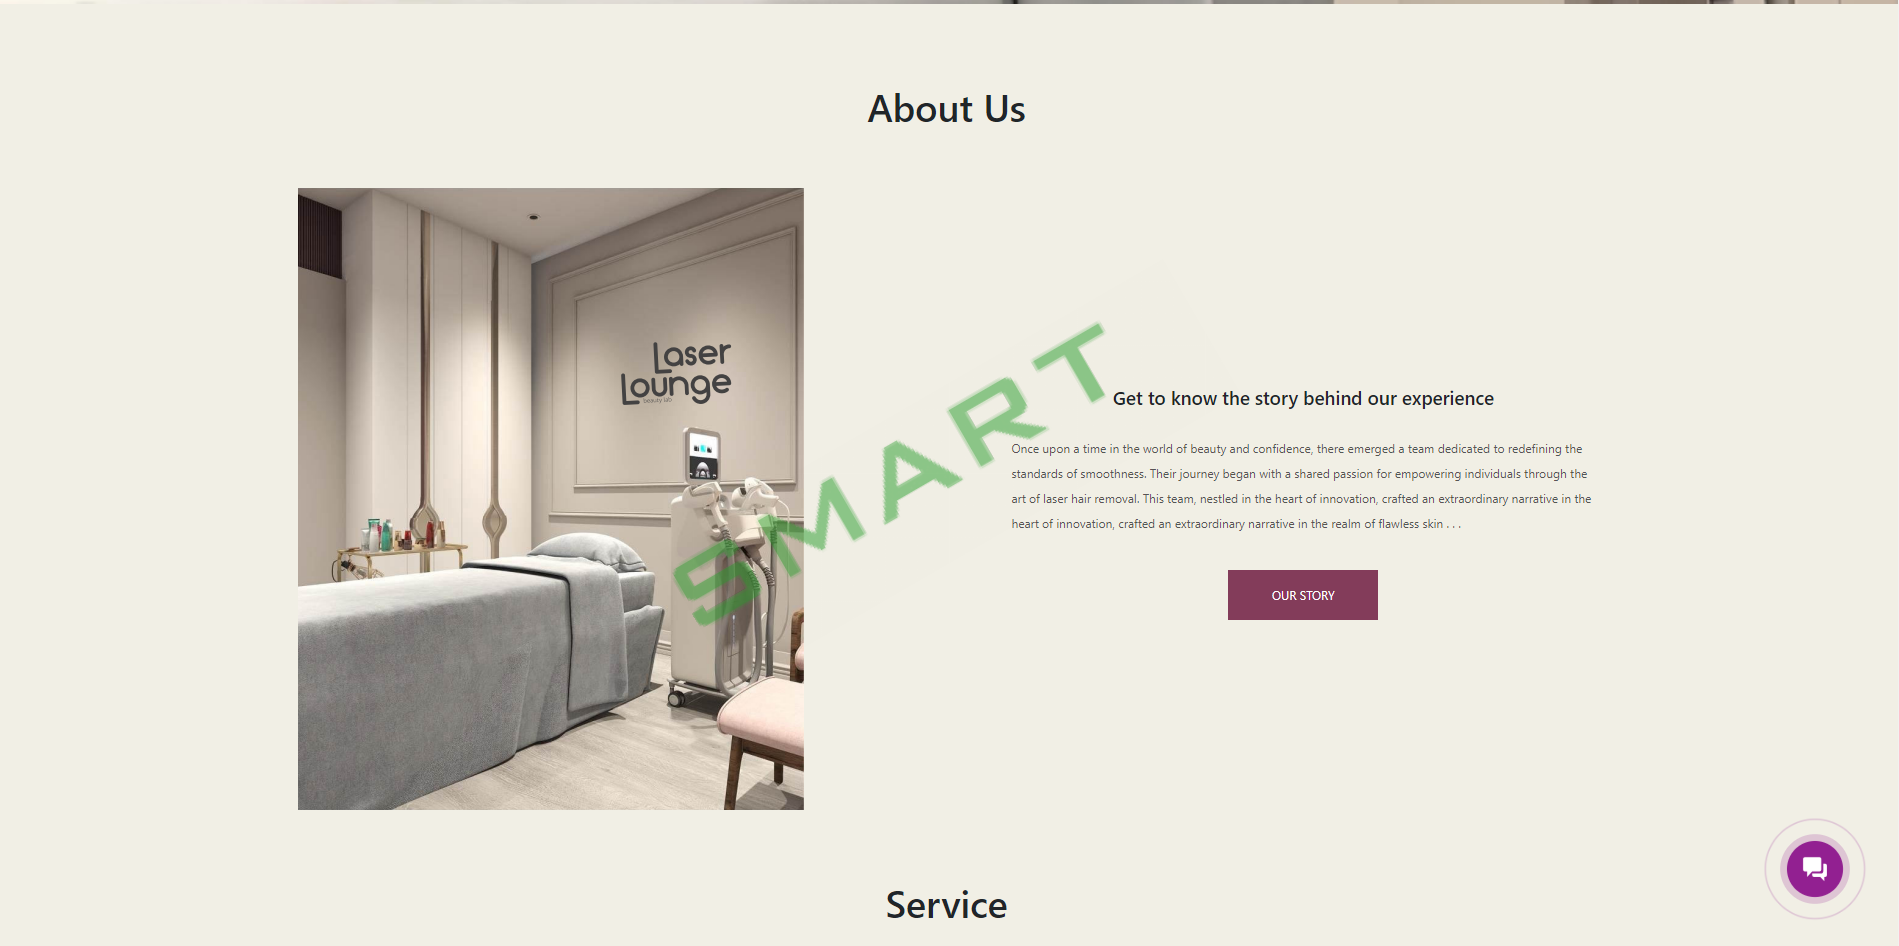 About Us
Laser
Lounge
beauty lab
SMART
Get to know the story behind our experience
Once upon a time in the world of beauty and confidence, there emerged a team dedicated to redefining the
standards of smoothness. Their journey began with a shared passion for empowering individuals through the
art of laser hair removal. This team, nestled in the heart of innovation, crafted an extraordinary narrative in the
heart of innovation, crafted an extraordinary narrative in the realm of flawless skin . . .
OUR STORY
Service